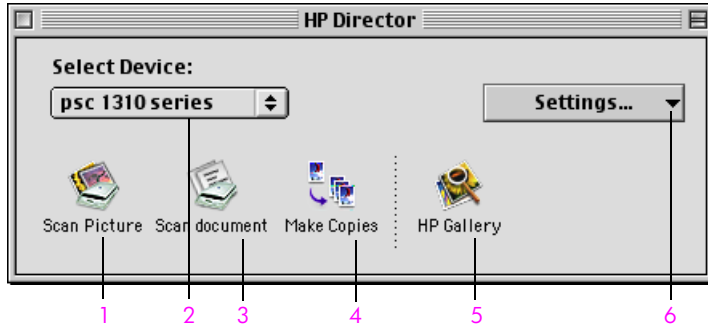 HP Director
Select Device:
psc 1310 series
Settings...
Scan Picture
Scan document
Make Copies
HP Gallery
1
2
3
4
5
6